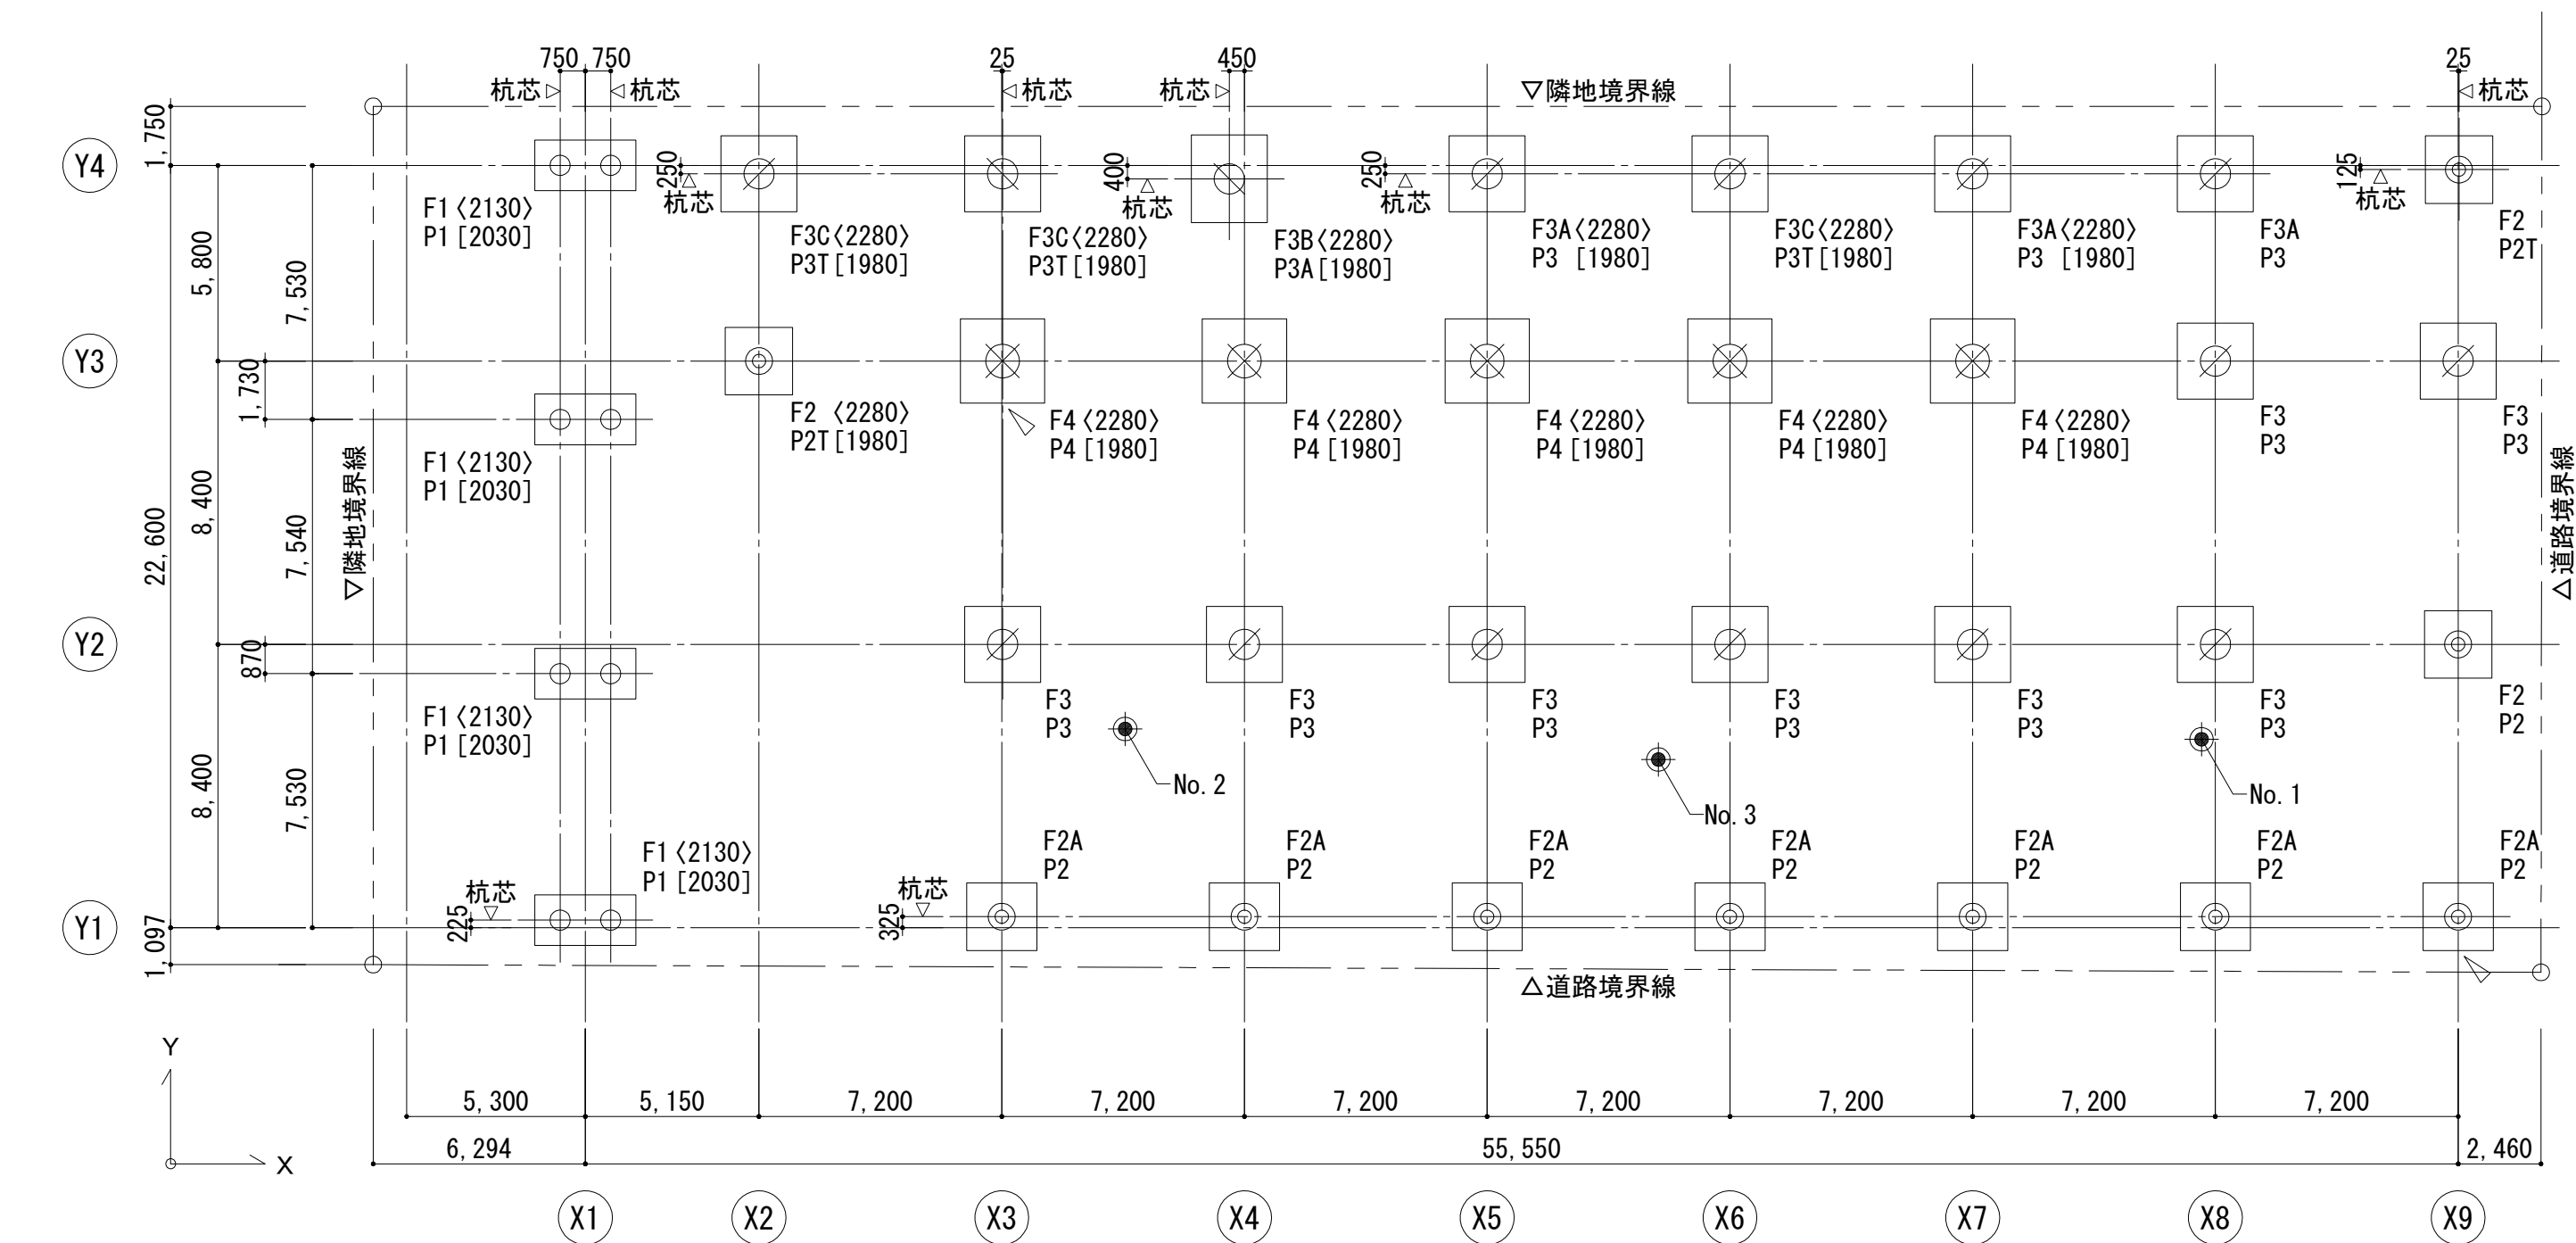 750 750
25
450
25
杭芯 杭芯
杭芯
杭芯
▽隣地境界線
杭芯
1,750
Y4
250
杭芯
400
杭芯
250
杭芯
125
杭芯
F1〈2130〉
P1[2030]
F3C〈2280〉
P3T[1980]
F3C〈2280〉
P3T[1980]
F3B〈2280〉
P3A[1980]
F3A〈2280〉
P3 [1980]
F3C〈2280〉
P3T[1980]
F3A〈2280〉
P3 [1980]
F3A
P3
F2
P2T
5,800
7,530
Y3
1,730
F1〈2130〉
P1[2030]
F2 〈2280〉
P2T[1980]
F4〈2280〉
P4[1980]
F4〈2280〉
P4[1980]
F4〈2280〉
P4[1980]
F4〈2280〉
P4[1980]
F4〈2280〉
P4[1980]
F3
P3
F3
P3
22,600
8,400
7,540
▽隣地境界線
△道路境界線
Y2
870
F1〈2130〉
P1[2030]
F3
P3
F3
P3
F3
P3
F3
P3
F3
P3
F3
P3
F2
P2
No.2
No.3
No.1
8,400
7,530
F1〈2130〉
P1[2030]
F2A
P2
F2A
P2
F2A
P2
F2A
P2
F2A
P2
F2A
P2
F2A
P2
Y1
杭芯
225
杭芯
325
1,097
△道路境界線
Y
X
5,300 5,150 7,200 7,200 7,200 7,200 7,200 7,200 7,200
6,294 55,550 2,460
X1 X2 X3 X4 X5 X6 X7 X8 X9